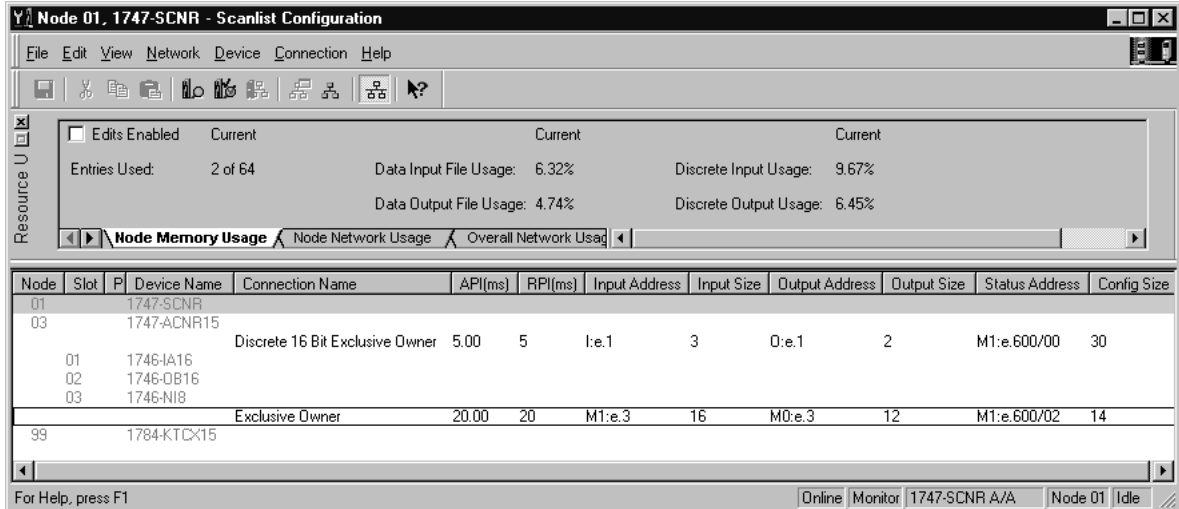 Node 01, 1747-SCNR - Scanlist Configuration
File Edit View Network Device Connection Help
Resource U
Edits Enabled Current Current Current
Entries Used: 2 of 64 Data Input File Usage: 6.32% Discrete Input Usage: 9.67%
Data Output File Usage: 4.74% Discrete Output Usage: 6.45%
Node Memory Usage Node Network Usage Overall Network Usag
Node Slot P Device Name Connection Name API(ms) RPI(ms) Input Address Input Size Output Address Output Size Status Address Config Size
01 1747-SCNR
03 1747-ACNR15
Discrete 16 Bit Exclusive Owner 5.00 5 I:e.1 3 O:e.1 2 M1:e.600/00 30
01 1746-IA16
02 1746-OB16
03 1746-NI8
Exclusive Owner 20.00 20 M1:e.3 16 M0:e.3 12 M1:e.600/02 14
99 1784-KTCX15
For Help, press F1 Online Monitor 1747-SCNR A/A Node 01 Idle